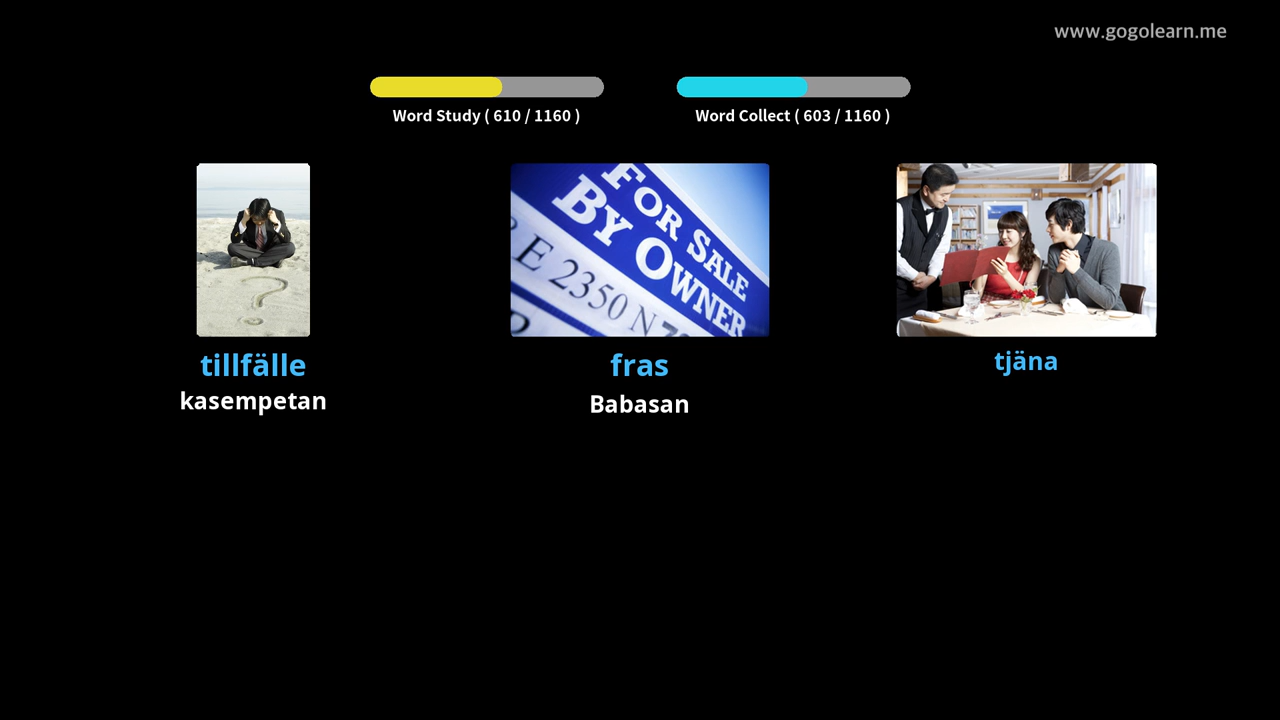 www.gogolearn.me
Word Study ( 610 / 1160 )
Word Collect ( 603 / 1160 )
FOR SALE
BY OWNER
E 2350 N
tillfälle
fras
tjäna
kasempetan
Babasan